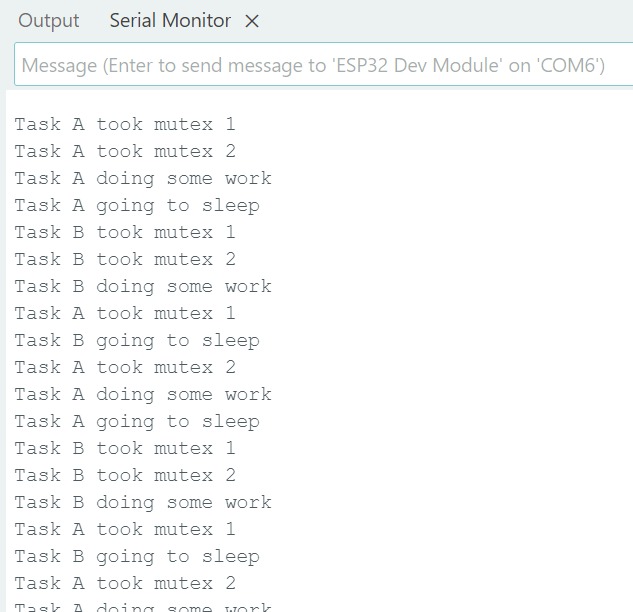 Output Serial Monitor
Message (Enter to send message to 'ESP32 Dev Module' on 'COM6')
Task A took mutex 1
Task A took mutex 2
Task A doing some work
Task A going to sleep
Task B took mutex 1
Task B took mutex 2
Task B doing some work
Task A took mutex 1
Task B going to sleep
Task A took mutex 2
Task A doing some work
Task A going to sleep
Task B took mutex 1
Task B took mutex 2
Task B doing some work
Task A took mutex 1
Task B going to sleep
Task A took mutex 2
Task A doing some work